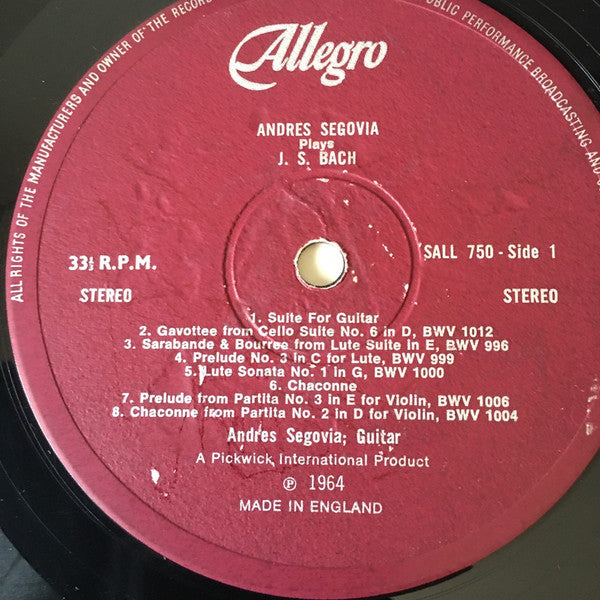 ALL RIGHTS OF THE MANUFACTURERS AND OWNER OF THE RECOR
PUBLIC PERFORMANCE BROADCASTING AND
Allegro
ANDRES SEGOVIA
Plays
J. S. BACH
33⅓ R.P.M.
SALL 750 - Side 1
STEREO
STEREO
1. Suite For Guitar
2. Gavottee from Cello Suite No. 6 in D, BWV 1012
3. Sarabande & Bourree from Lute Suite in E, BWV 996
4. Prelude No. 3 in C for Lute, BWV 999
5. Lute Sonata No. 1 in G, BWV 1000
6. Chaconne
7. Prelude from Partita No. 3 in E for Violin, BWV 1006
8. Chaconne from Partita No. 2 in D for Violin, BWV 1004
Andres Segovia; Guitar
A Pickwick International Product
℗ 1964
MADE IN ENGLAND